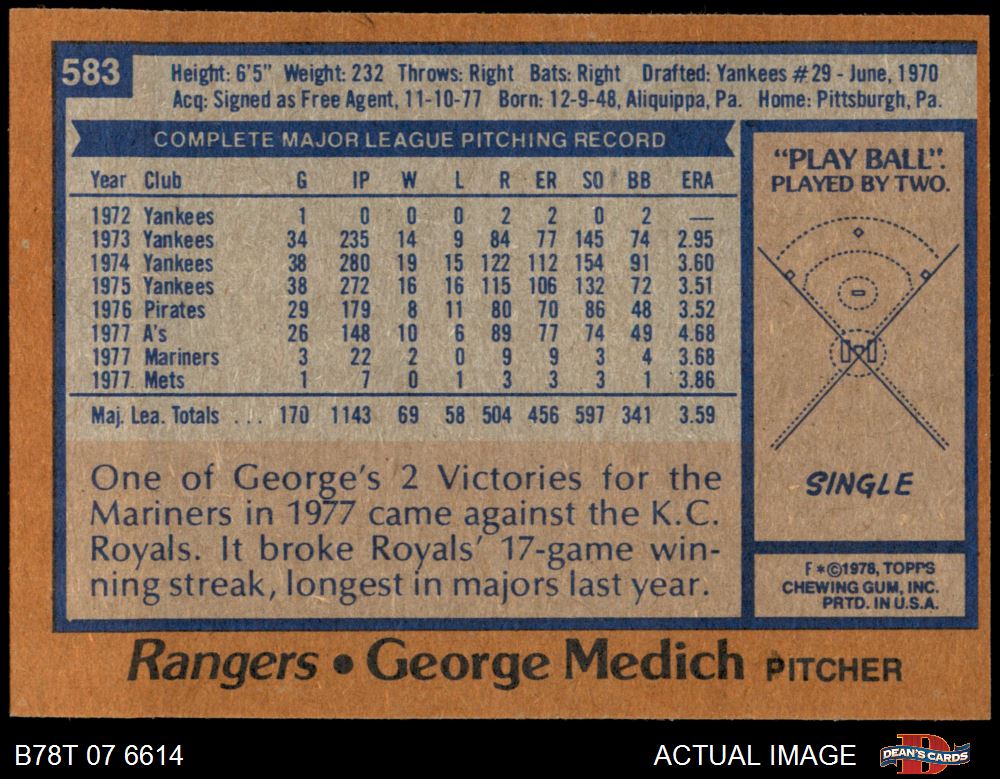 583
Height: 6'5" Weight: 232 Throws: Right Bats: Right Drafted: Yankees #29 - June, 1970
Acq: Signed as Free Agent, 11-10-77 Born: 12-9-48, Aliquippa, Pa. Home: Pittsburgh, Pa.
COMPLETE MAJOR LEAGUE PITCHING RECORD
Year Club G IP W L R ER SO BB ERA
1972 Yankees 1 0 0 0 2 2 0 2 —
1973 Yankees 34 235 14 9 84 77 145 74 2.95
1974 Yankees 38 280 19 15 122 112 154 91 3.60
1975 Yankees 38 272 16 16 115 106 132 72 3.51
1976 Pirates 29 179 8 11 80 70 86 48 3.52
1977 A's 26 148 10 6 89 77 74 49 4.68
1977 Mariners 3 22 2 0 9 9 3 4 3.68
1977 Mets 1 7 0 1 3 3 3 1 3.86
Maj. Lea. Totals ... 170 1143 69 58 504 456 597 341 3.59
One of George's 2 Victories for the
Mariners in 1977 came against the K.C.
Royals. It broke Royals' 17-game win-
ning streak, longest in majors last year.
"PLAY BALL".
PLAYED BY TWO.
SINGLE
F*©1978, TOPPS
CHEWING GUM, INC.
PRTD. IN U.S.A.
Rangers • George Medich PITCHER
B78T 07 6614
ACTUAL IMAGE
D
DEAN'S CARDS